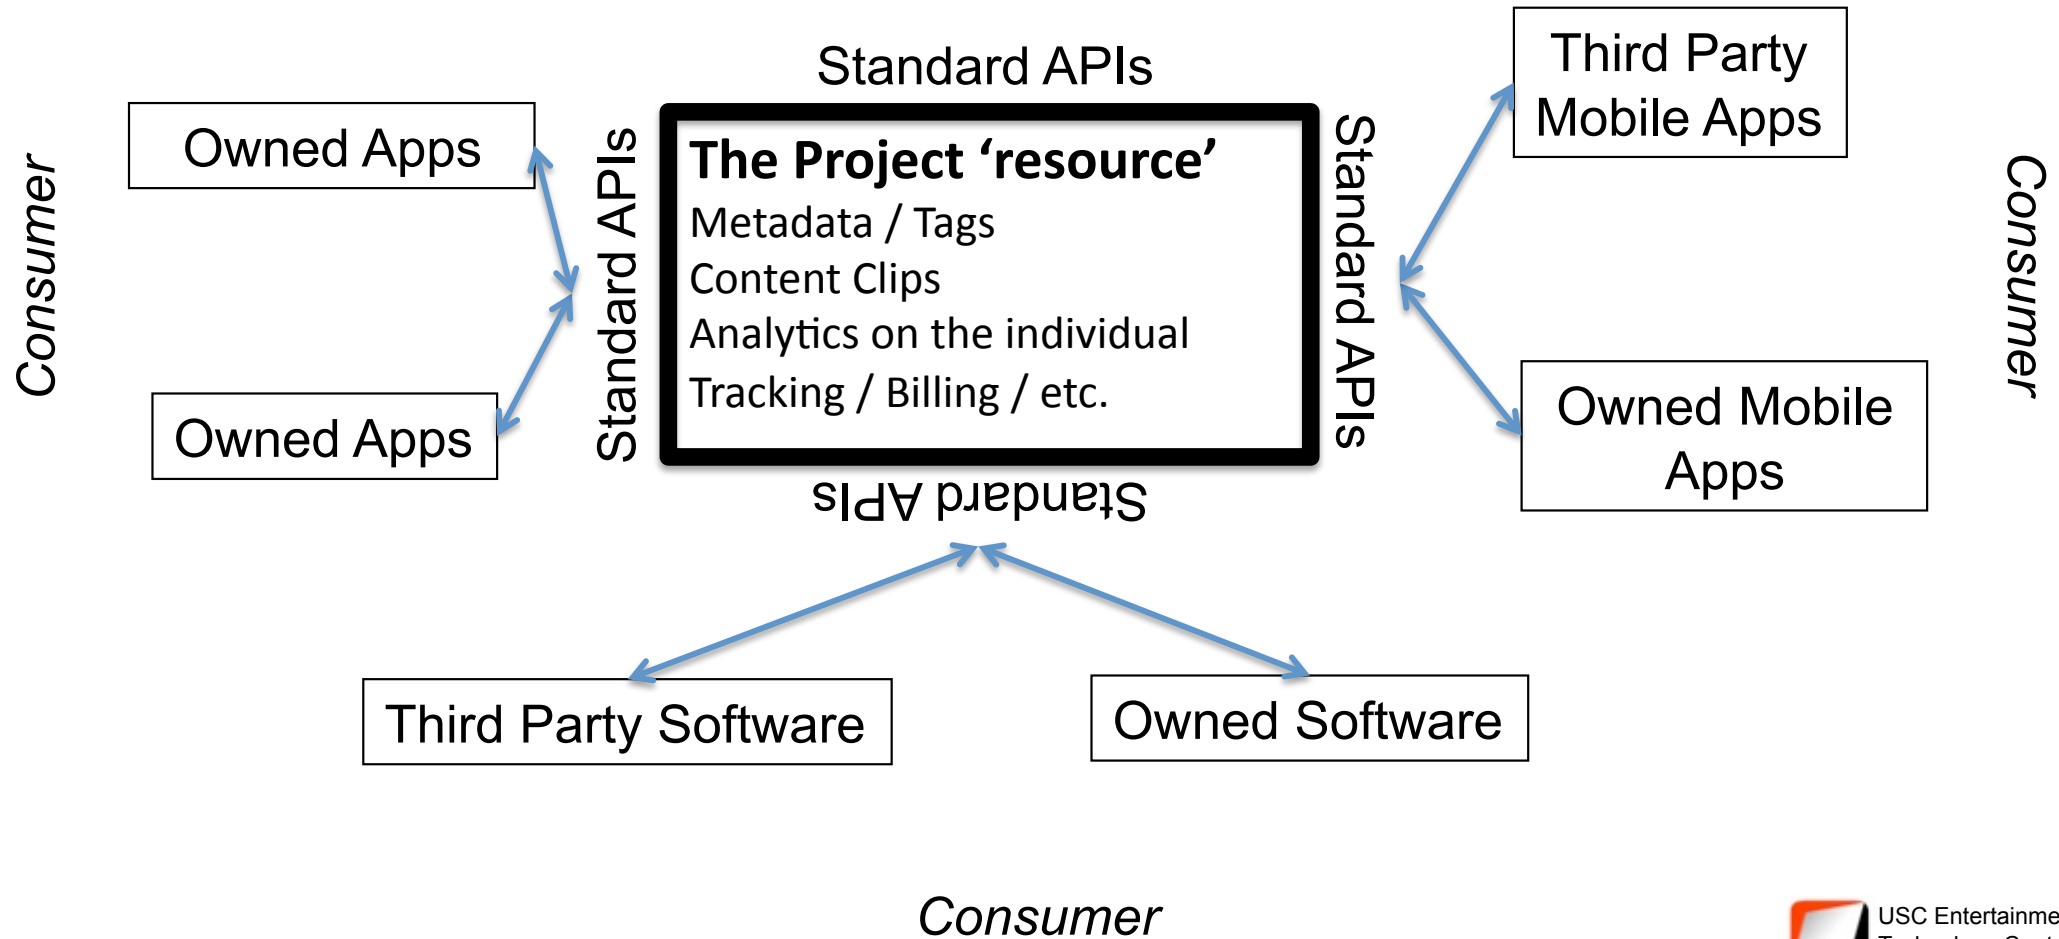 Standard APIs
Third Party
Mobile Apps
Owned Apps
Consumer
Standard APIs
The Project ‘resource’
Metadata / Tags
Content Clips
Analytics on the individual
Tracking / Billing / etc.
Standard APIs
Consumer
Owned Apps
Owned Mobile
Apps
Standard APIs
Third Party Software
Owned Software
Consumer
USC Entertainme